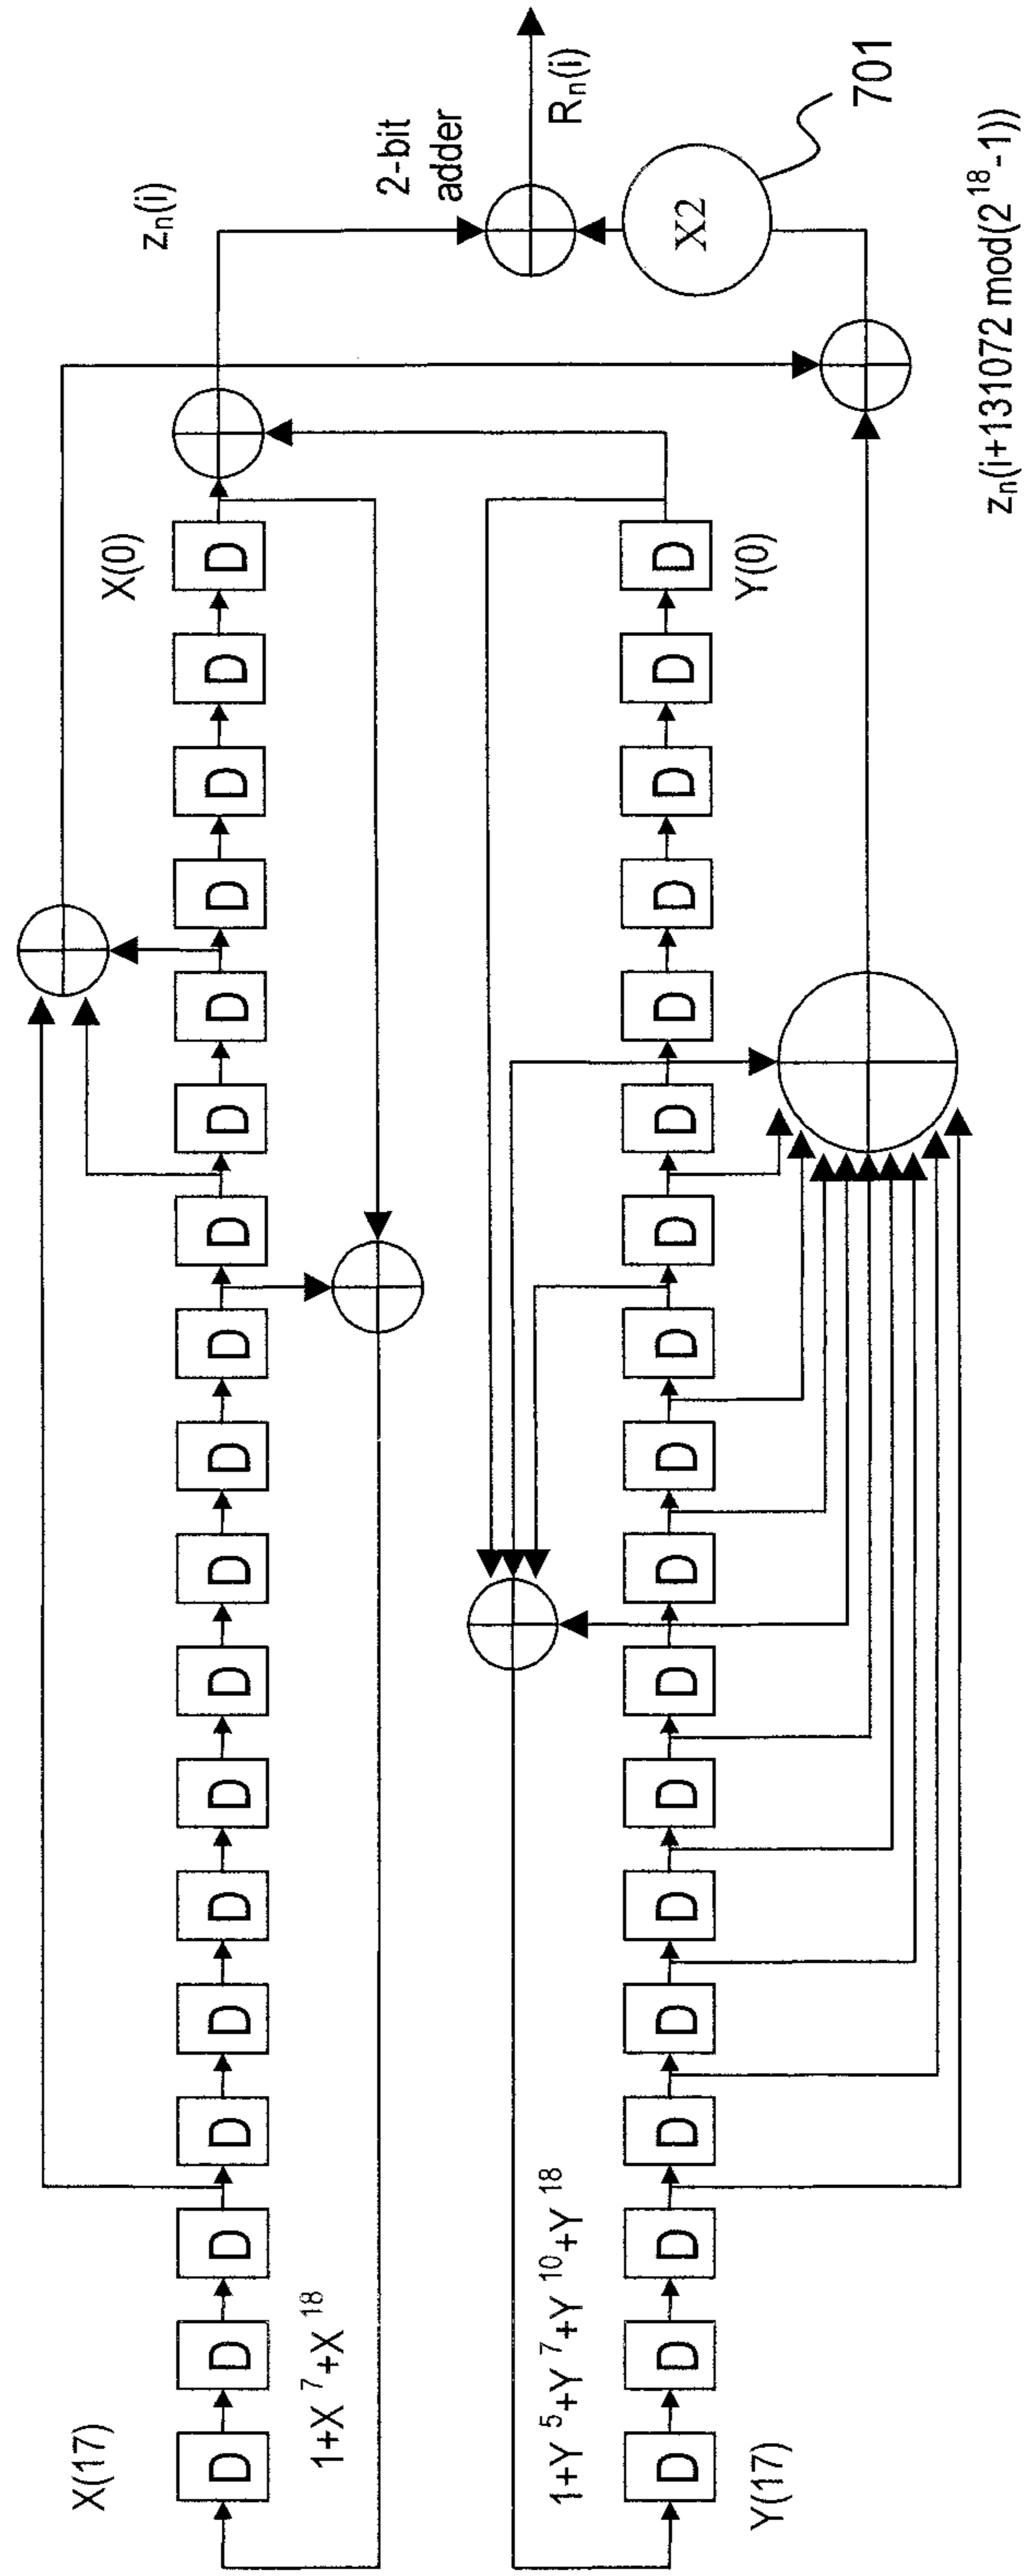 X(17)
D D D D D D D D D D D D D D D D D D
X(0)
1+X 7+X 18
zn(i)
2-bit
adder
Rn(i)
X2
701
1+Y 5+Y 7+Y 10+Y 18
Y(17)
D D D D D D D D D D D D D D D D D D
Y(0)
zn(i+131072 mod(2 18-1))